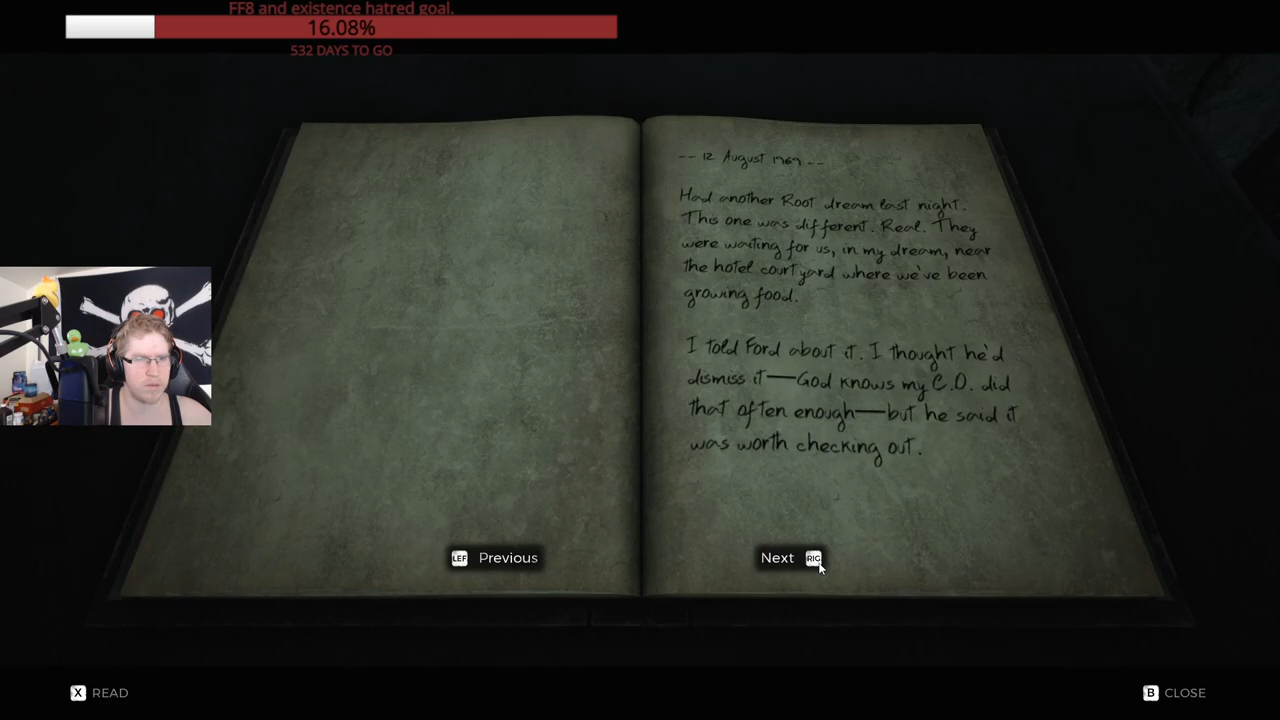 FF8 and existence hatred goal.
16.08%
532 DAYS TO GO
-- 12 August 1969 --
Had another Root dream last night.
This one was different. Real. They
were waiting for us, in my dream, near
the hotel courtyard where we've been
growing food.
I told Ford about it. I thought he'd
dismiss it—God knows my C.O. did
that often enough—but he said it
was worth checking out.
LEF Previous
Next RIG
X READ
B CLOSE